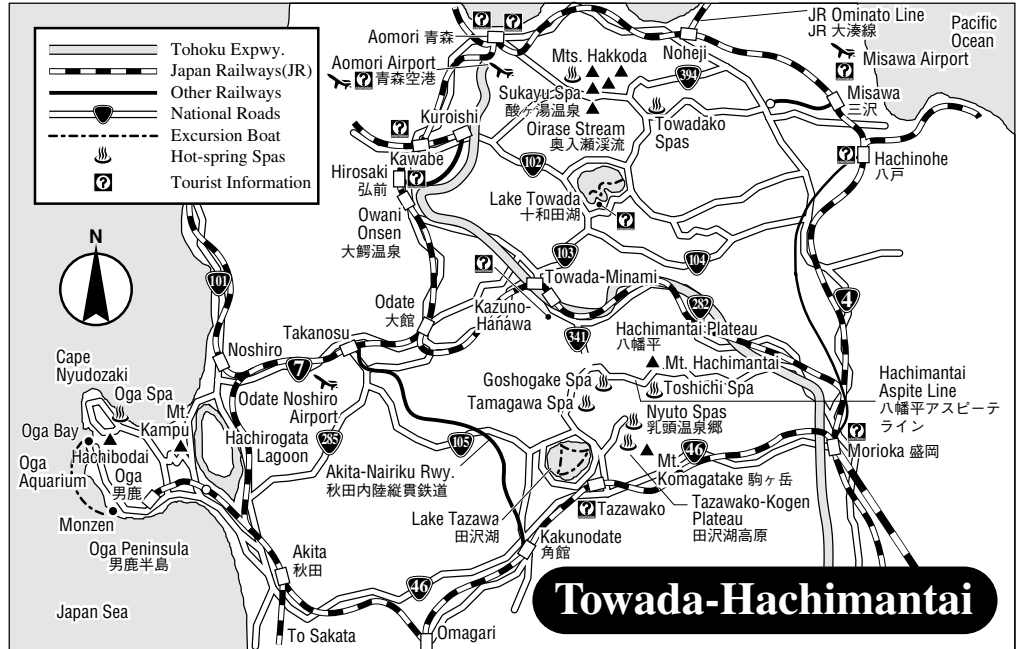 Tohoku Expwy.
Japan Railways(JR)
Other Railways
National Roads
Excursion Boat
Hot-spring Spas
Tourist Information
N
Aomori 青森
Aomori Airport
青森空港
Mts. Hakkoda
Sukayu Spa
酸ヶ湯温泉
Noheji
JR Ominato Line
JR 大湊線
Misawa Airport
Pacific
Ocean
394
Misawa
三沢
Towadako
Spas
Oirase Stream
奥入瀬渓流
Kuroishi
Kawabe
Hirosaki
弘前
102
Hachinohe
八戸
Lake Towada
十和田湖
Owani
Onsen
大鰐温泉
103
104
101
Towada-Minami
Kazuno-
Hanawa
282
4
Odate
大館
341
Hachimantai Plateau
八幡平
Takanosu
Noshiro
7
Mt. Hachimantai
Odate Noshiro
Airport
Goshogake Spa
Toshichi Spa
Tamagawa Spa
Hachimantai
Aspite Line
八幡平アスピーテ
ライン
Cape
Nyudozaki
Oga Spa
Mt.
Kampu
Nyuto Spas
乳頭温泉郷
Oga Bay
Hachibodai
Hachirogata
Lagoon
285
105
46
Morioka 盛岡
Oga
Aquarium
Oga
男鹿
Akita-Nairiku Rwy.
秋田内陸縦貫鉄道
Mt.
Komagatake 駒ヶ岳
Monzen
Lake Tazawa
田沢湖
Tazawako
Tazawako-Kogen
Plateau
田沢湖高原
Oga Peninsula
男鹿半島
Akita
秋田
Kakunodate
角館
46
Japan Sea
To Sakata
Omagari
Towada-Hachimantai